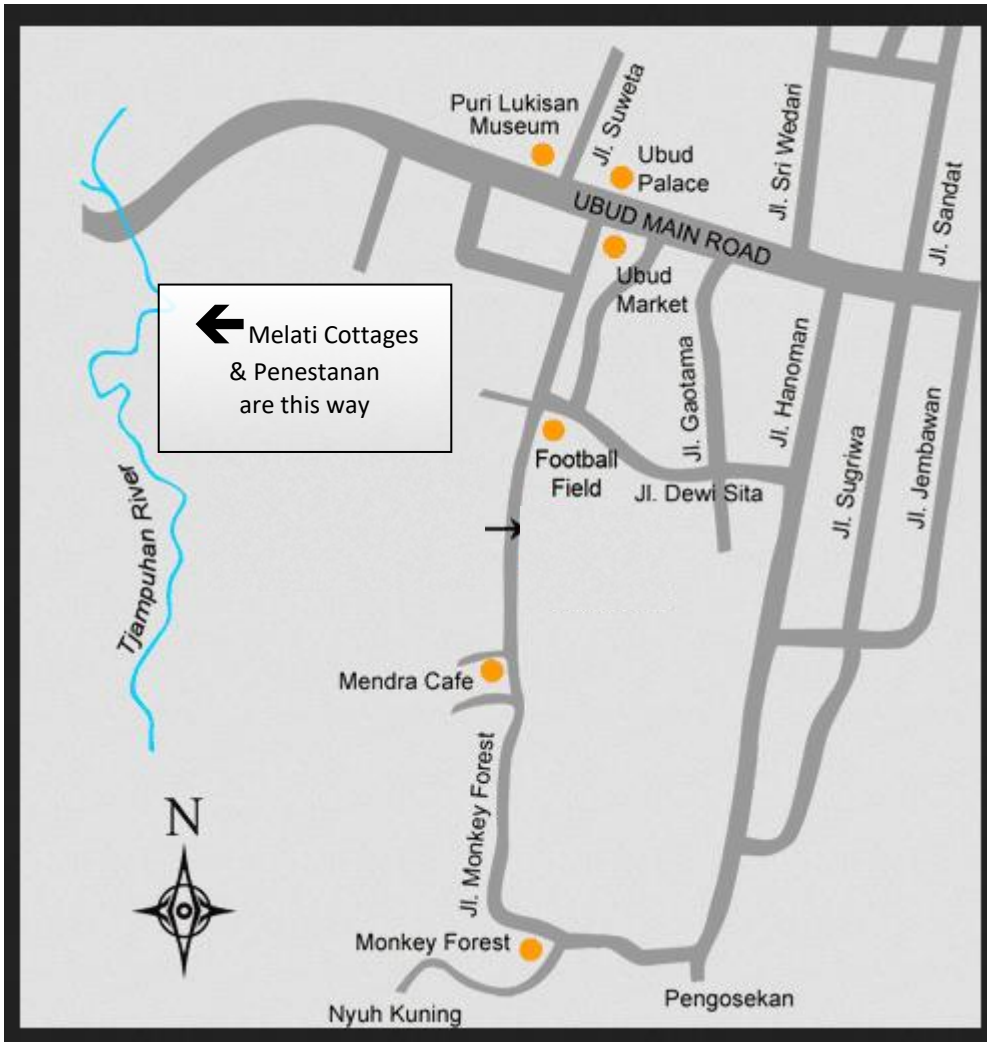 Puri Lukisan
Museum
Jl. Suweta
Ubud
Palace
Jl. Sri Wedari
Jl. Sandat
UBUD MAIN ROAD
Ubud
Market
Melati Cottages
& Penestanan
are this way
Jl. Gaotama
Jl. Hanoman
Jl. Sugriwa
Jl. Jembawan
Football
Field
Jl. Dewi Sita
Tjampuhan River
Mendra Cafe
Jl. Monkey Forest
N
Monkey Forest
Nyuh Kuning
Pengosekan